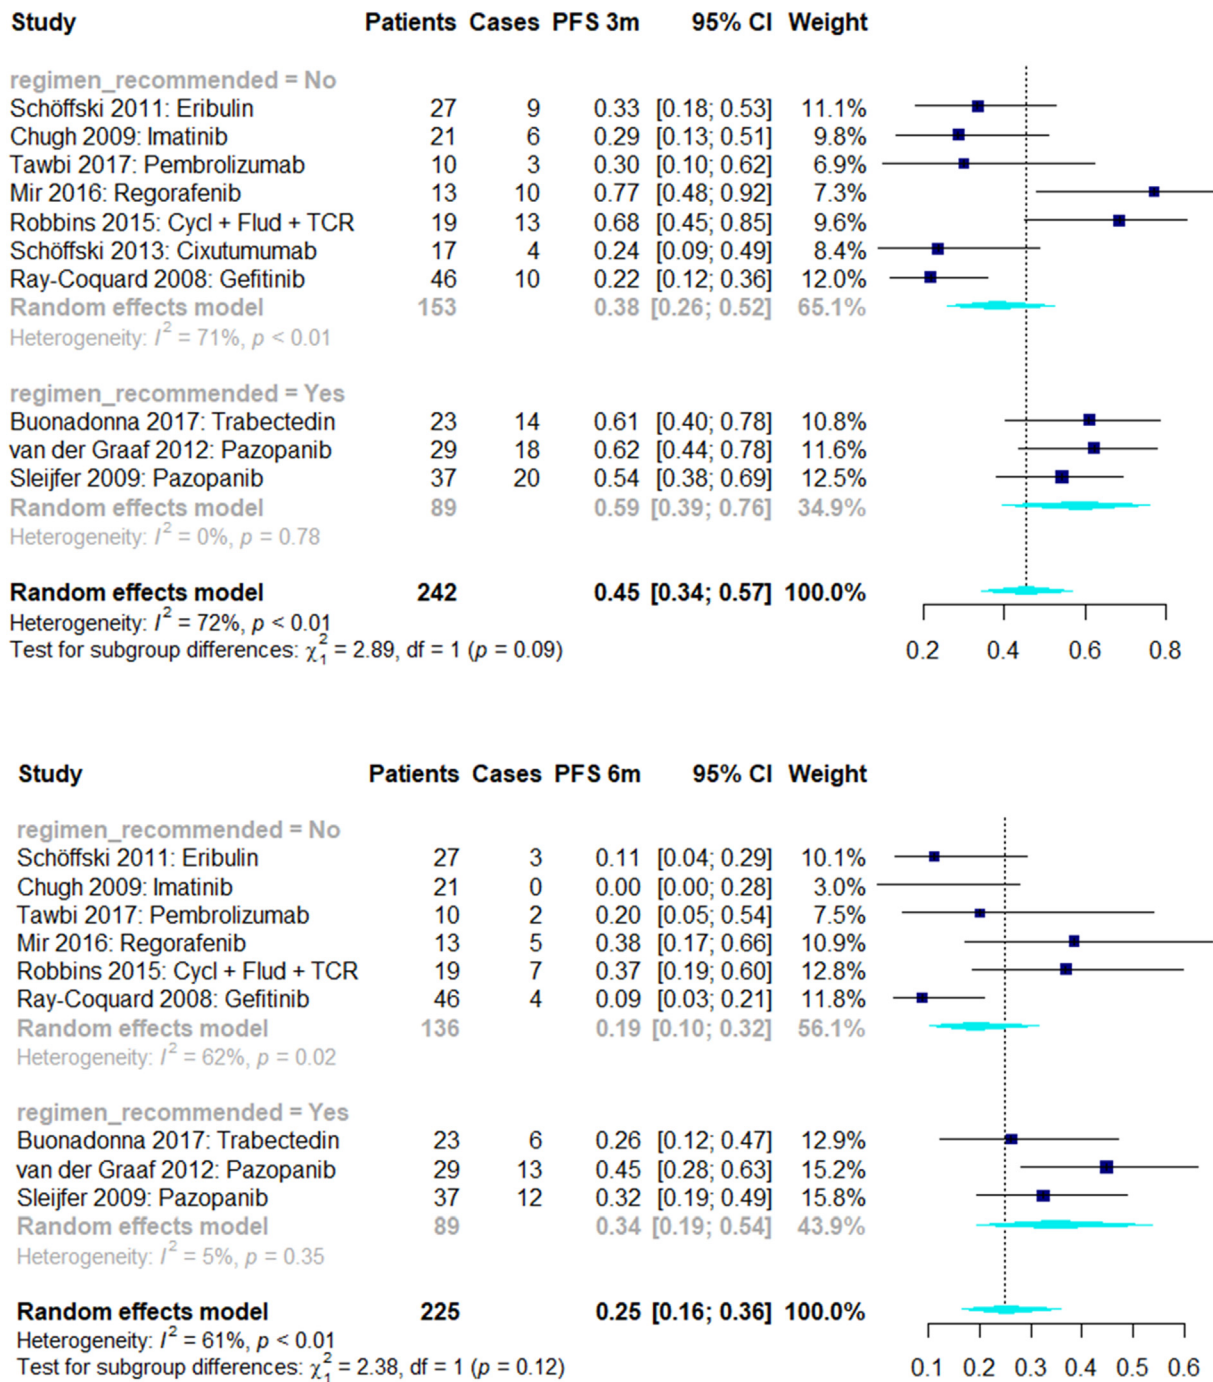 Study Patients Cases PFS 3m 95% CI Weight
regimen_recommended = No
Schöffski 2011: Eribulin 27 9 0.33 [0.18; 0.53] 11.1%
Chugh 2009: Imatinib 21 6 0.29 [0.13; 0.51] 9.8%
Tawbi 2017: Pembrolizumab 10 3 0.30 [0.10; 0.62] 6.9%
Mir 2016: Regorafenib 13 10 0.77 [0.48; 0.92] 7.3%
Robbins 2015: Cycl + Flud + TCR 19 13 0.68 [0.45; 0.85] 9.6%
Schöffski 2013: Cixutumumab 17 4 0.24 [0.09; 0.49] 8.4%
Ray-Coquard 2008: Gefitinib 46 10 0.22 [0.12; 0.36] 12.0%
Random effects model 153 0.38 [0.26; 0.52] 65.1%
Heterogeneity: I² = 71%, p < 0.01
regimen_recommended = Yes
Buonadonna 2017: Trabectedin 23 14 0.61 [0.40; 0.78] 10.8%
van der Graaf 2012: Pazopanib 29 18 0.62 [0.44; 0.78] 11.6%
Sleijfer 2009: Pazopanib 37 20 0.54 [0.38; 0.69] 12.5%
Random effects model 89 0.59 [0.39; 0.76] 34.9%
Heterogeneity: I² = 0%, p = 0.78
Random effects model 242 0.45 [0.34; 0.57] 100.0%
Heterogeneity: I² = 72%, p < 0.01
Test for subgroup differences: χ²₁ = 2.89, df = 1 (p = 0.09)
0.2 0.4 0.6 0.8
Study Patients Cases PFS 6m 95% CI Weight
regimen_recommended = No
Schöffski 2011: Eribulin 27 3 0.11 [0.04; 0.29] 10.1%
Chugh 2009: Imatinib 21 0 0.00 [0.00; 0.28] 3.0%
Tawbi 2017: Pembrolizumab 10 2 0.20 [0.05; 0.54] 7.5%
Mir 2016: Regorafenib 13 5 0.38 [0.17; 0.66] 10.9%
Robbins 2015: Cycl + Flud + TCR 19 7 0.37 [0.19; 0.60] 12.8%
Ray-Coquard 2008: Gefitinib 46 4 0.09 [0.03; 0.21] 11.8%
Random effects model 136 0.19 [0.10; 0.32] 56.1%
Heterogeneity: I² = 62%, p = 0.02
regimen_recommended = Yes
Buonadonna 2017: Trabectedin 23 6 0.26 [0.12; 0.47] 12.9%
van der Graaf 2012: Pazopanib 29 13 0.45 [0.28; 0.63] 15.2%
Sleijfer 2009: Pazopanib 37 12 0.32 [0.19; 0.49] 15.8%
Random effects model 89 0.34 [0.19; 0.54] 43.9%
Heterogeneity: I² = 5%, p = 0.35
Random effects model 225 0.25 [0.16; 0.36] 100.0%
Heterogeneity: I² = 61%, p < 0.01
Test for subgroup differences: χ²₁ = 2.38, df = 1 (p = 0.12)
0.1 0.2 0.3 0.4 0.5 0.6